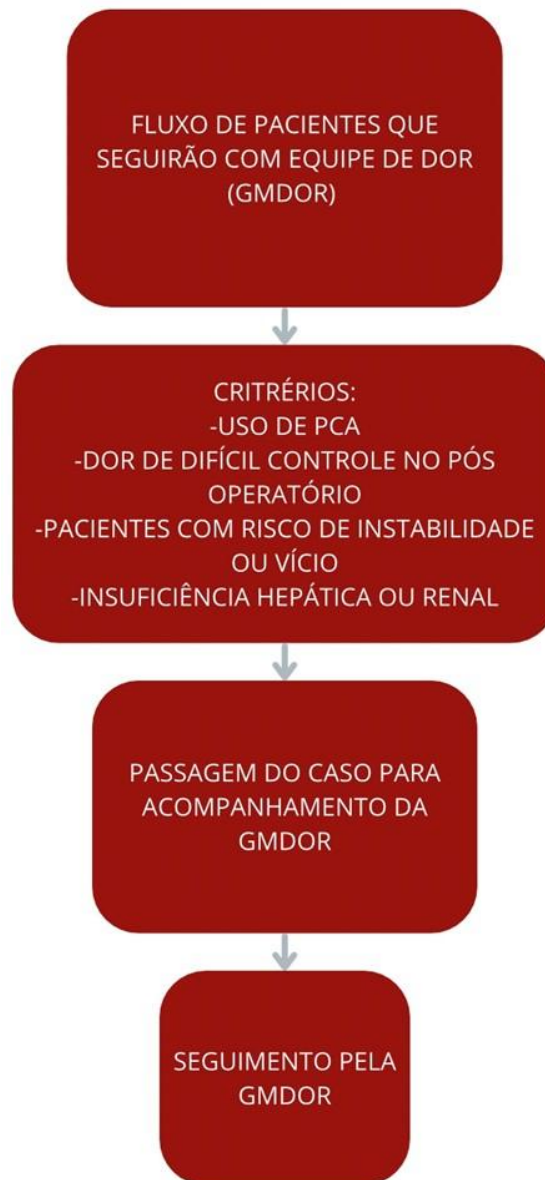 FLUXO DE PACIENTES QUE
SEGUIRÃO COM EQUIPE DE DOR
(GMDOR)
CRITRÉRIOS:
-USO DE PCA
-DOR DE DIFÍCIL CONTROLE NO PÓS
OPERATÓRIO
-PACIENTES COM RISCO DE INSTABILIDADE
OU VÍCIO
-INSUFICIÊNCIA HEPÁTICA OU RENAL
PASSAGEM DO CASO PARA
ACOMPANHAMENTO DA
GMDOR
SEGUIMENTO PELA
GMDOR